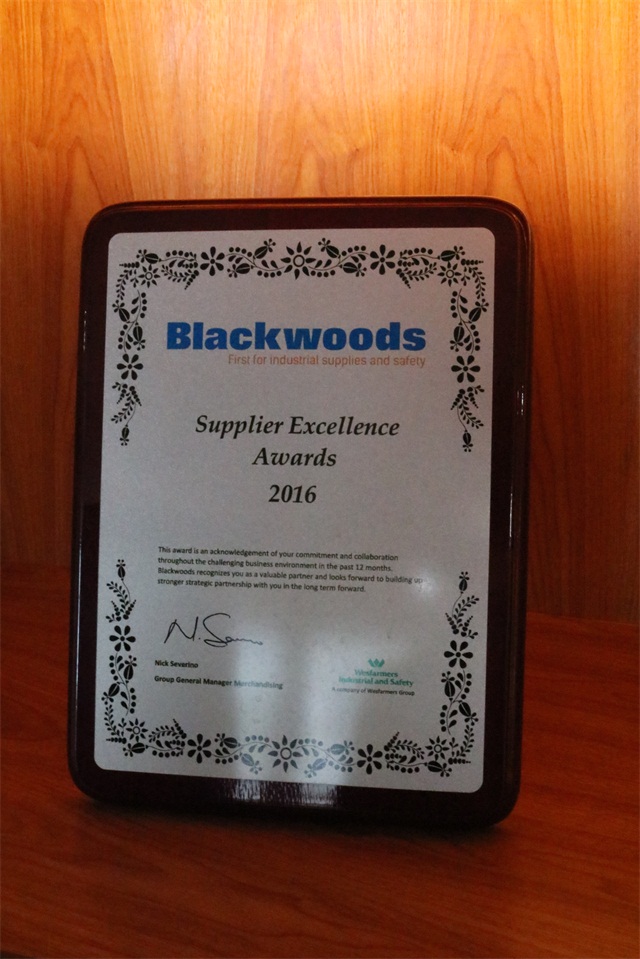 Blackwoods
First for industrial supplies and safety
Supplier Excellence
Awards
2016
This award is an acknowledgement of your commitment and collaboration
throughout the challenging business environment in the past 12 months.
Blackwoods recognizes you as a valuable partner and looks forward to building up
stronger strategic partnership with you in the long term forward.
N. Sevarino
Nick Sevarino
Group General Manager Merchandising
Wesfarmers
Industrial and Safety
A company of Wesfarmers Group